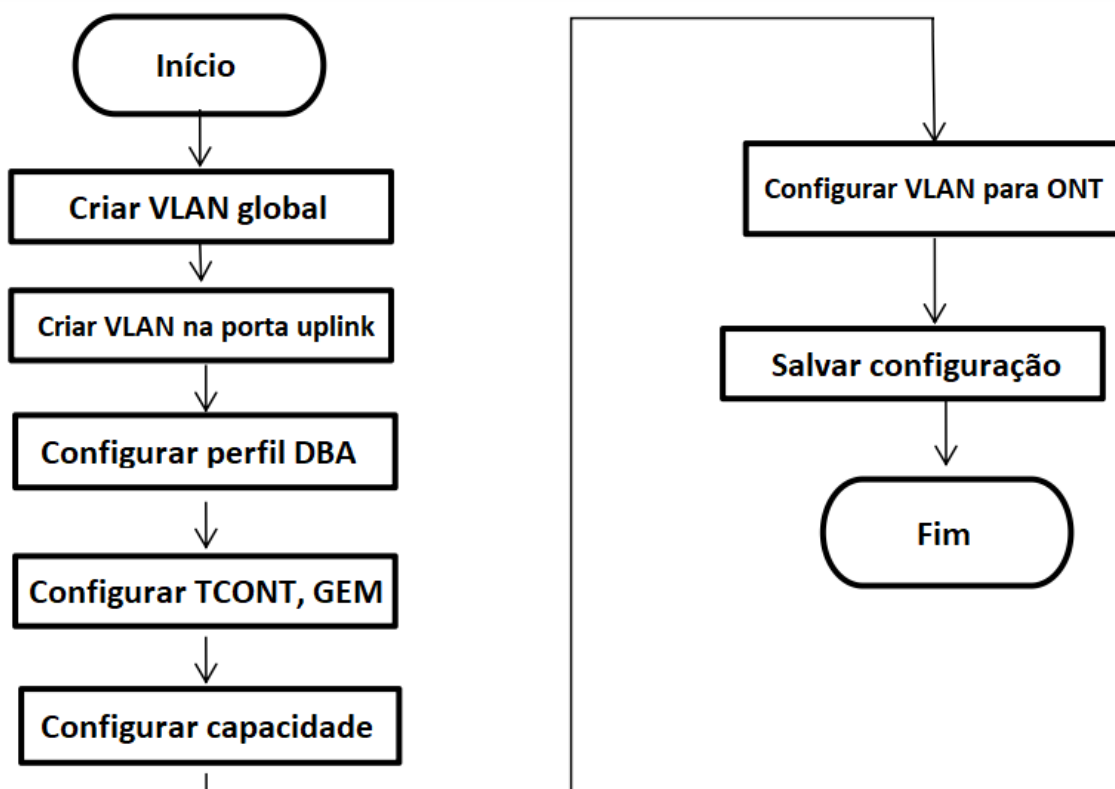 Início
Criar VLAN global
Criar VLAN na porta uplink
Configurar perfil DBA
Configurar TCONT, GEM
Configurar capacidade
Configurar VLAN para ONT
Salvar configuração
Fim